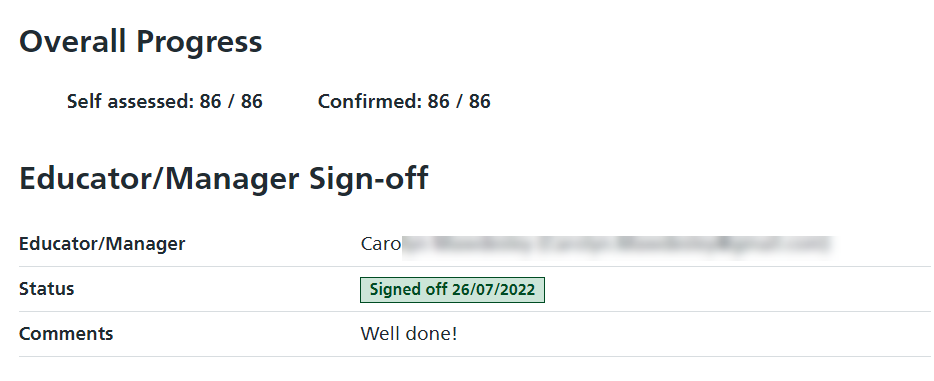 Overall Progress
Self assessed: 86 / 86 Confirmed: 86 / 86
Educator/Manager Sign-off
Educator/Manager Caro
Status Signed off 26/07/2022
Comments Well done!